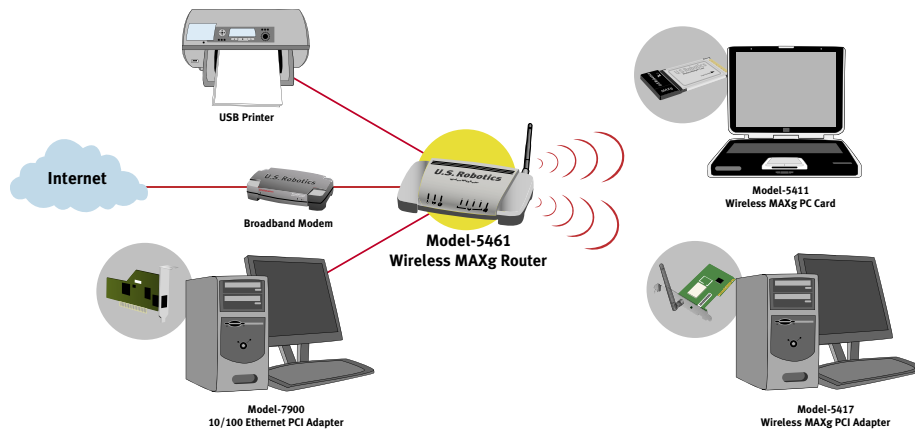 USB Printer
Internet
Broadband Modem
U.S. Robotics
Model-5461
Wireless MAXg Router
Model-5411
Wireless MAXg PC Card
Model-7900
10/100 Ethernet PCI Adapter
Model-5417
Wireless MAXg PCI Adapter